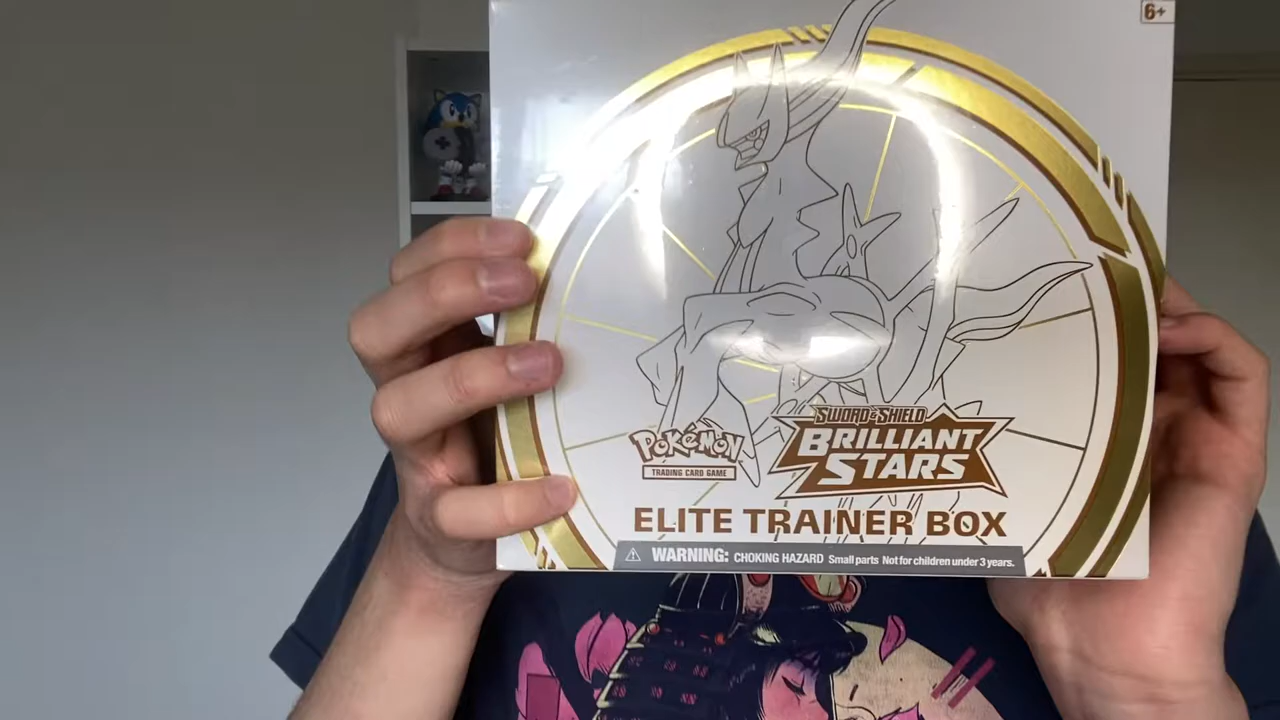 6+
SWORD & SHIELD
POKÉMON
BRILLIANT
TRADING CARD GAME
STARS
ELITE TRAINER BOX
WARNING: CHOKING HAZARD Small parts Not for children under 3 years.